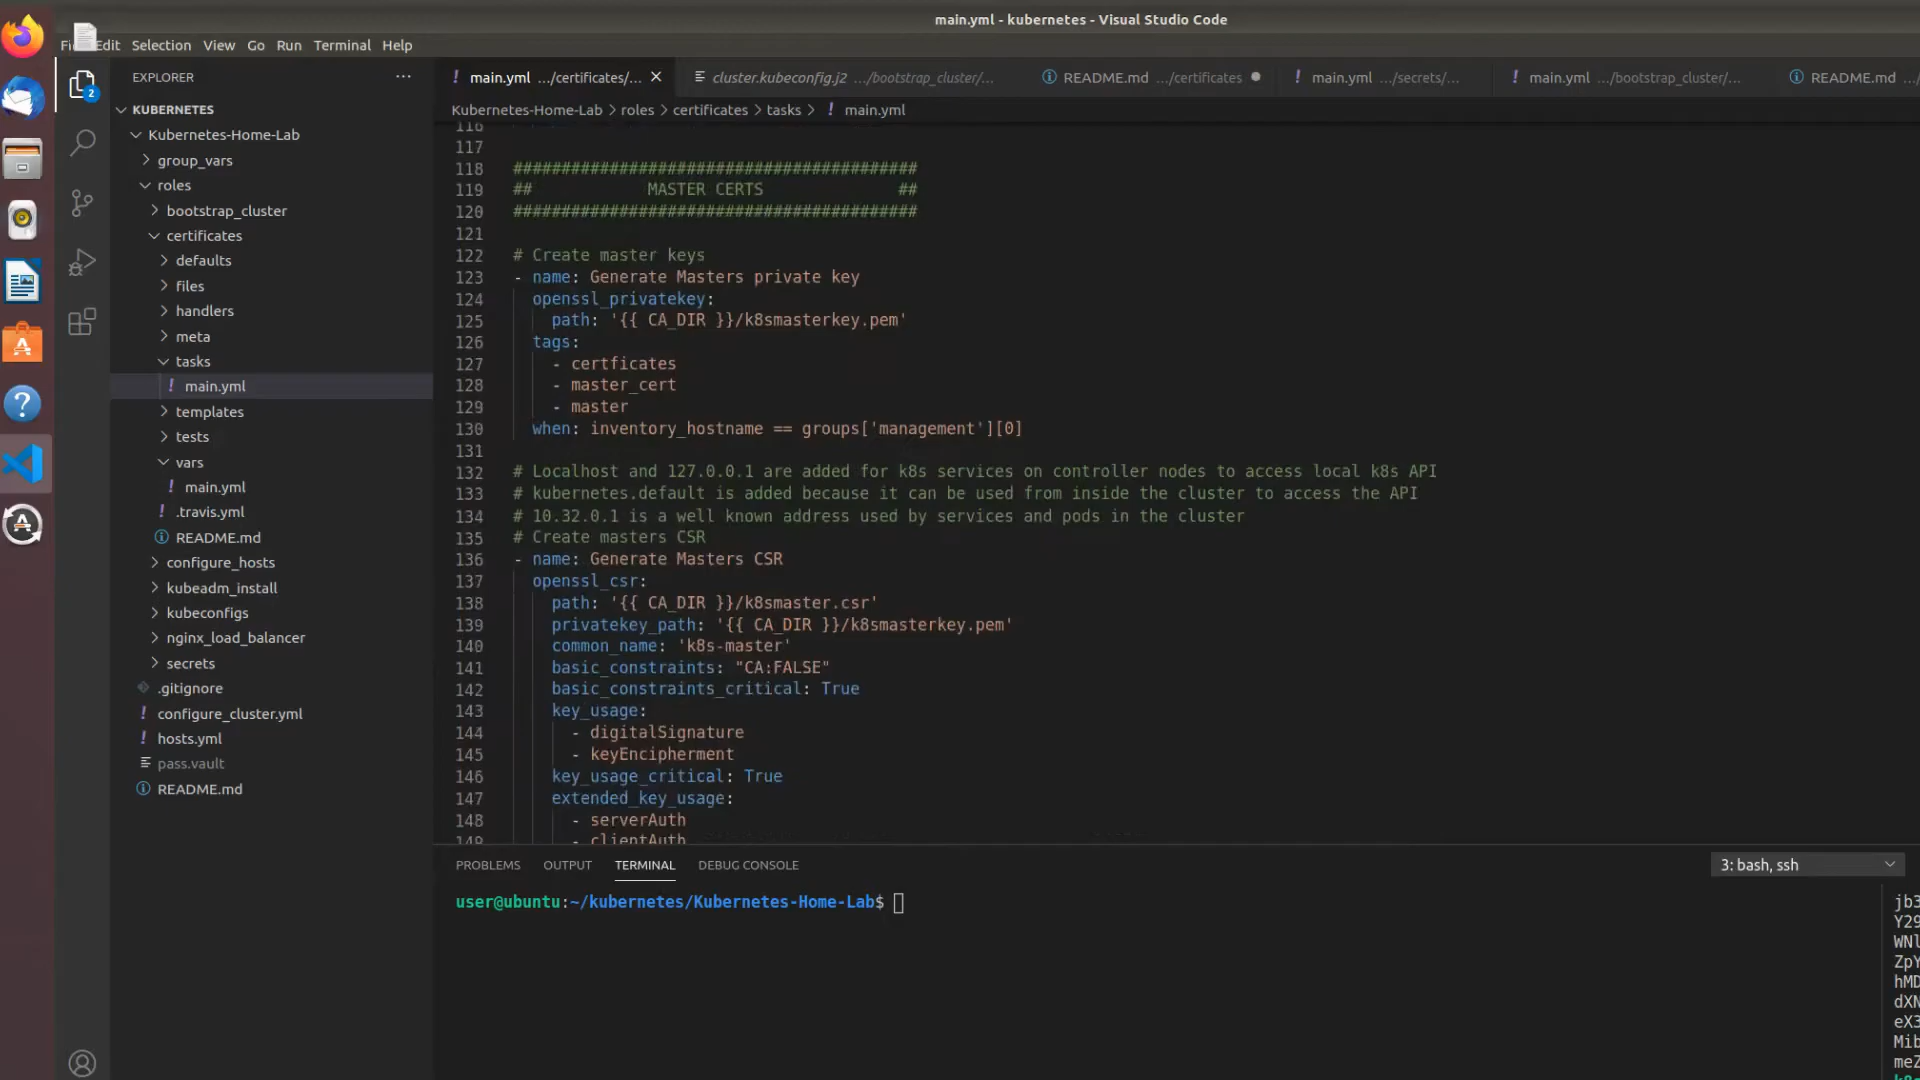 main.yml - kubernetes - Visual Studio Code
Edit Selection View Go Run Terminal Help
EXPLORER ···
2
KUBERNETES
Kubernetes-Home-Lab
group_vars
roles
bootstrap_cluster
certificates
defaults
files
handlers
meta
tasks
! main.yml
templates
tests
vars
! main.yml
! .travis.yml
README.md
configure_hosts
kubeadm_install
kubeconfigs
nginx_load_balancer
secrets
.gitignore
! configure_cluster.yml
! hosts.yml
pass.vault
README.md
! main.yml .../certificates/...
cluster.kubeconfig.j2 .../bootstrap_cluster/...
README.md .../certificates
! main.yml .../secrets/...
! main.yml .../bootstrap_cluster/...
README.md
Kubernetes-Home-Lab > roles > certificates > tasks > ! main.yml
116
117
118 ##########################################
119 ## MASTER CERTS ##
120 ##########################################
121
122 # Create master keys
123 - name: Generate Masters private key
124 openssl_privatekey:
125 path: '{{ CA_DIR }}/k8smasterkey.pem'
126 tags:
127 - certficates
128 - master_cert
129 - master
130 when: inventory_hostname == groups['management'][0]
131
132 # Localhost and 127.0.0.1 are added for k8s services on controller nodes to access local k8s API
133 # kubernetes.default is added because it can be used from inside the cluster to access the API
134 # 10.32.0.1 is a well known address used by services and pods in the cluster
135 # Create masters CSR
136 - name: Generate Masters CSR
137 openssl_csr:
138 path: '{{ CA_DIR }}/k8smaster.csr'
139 privatekey_path: '{{ CA_DIR }}/k8smasterkey.pem'
140 common_name: 'k8s-master'
141 basic_constraints: "CA:FALSE"
142 basic_constraints_critical: True
143 key_usage:
144 - digitalSignature
145 - keyEncipherment
146 key_usage_critical: True
147 extended_key_usage:
148 - serverAuth
149 - clientAuth
PROBLEMS OUTPUT TERMINAL DEBUG CONSOLE
3: bash, ssh
user@ubuntu:~/kubernetes/Kubernetes-Home-Lab$
jb3
Y29
ZpY
hMD
dXN
eX3
Mib
meZ